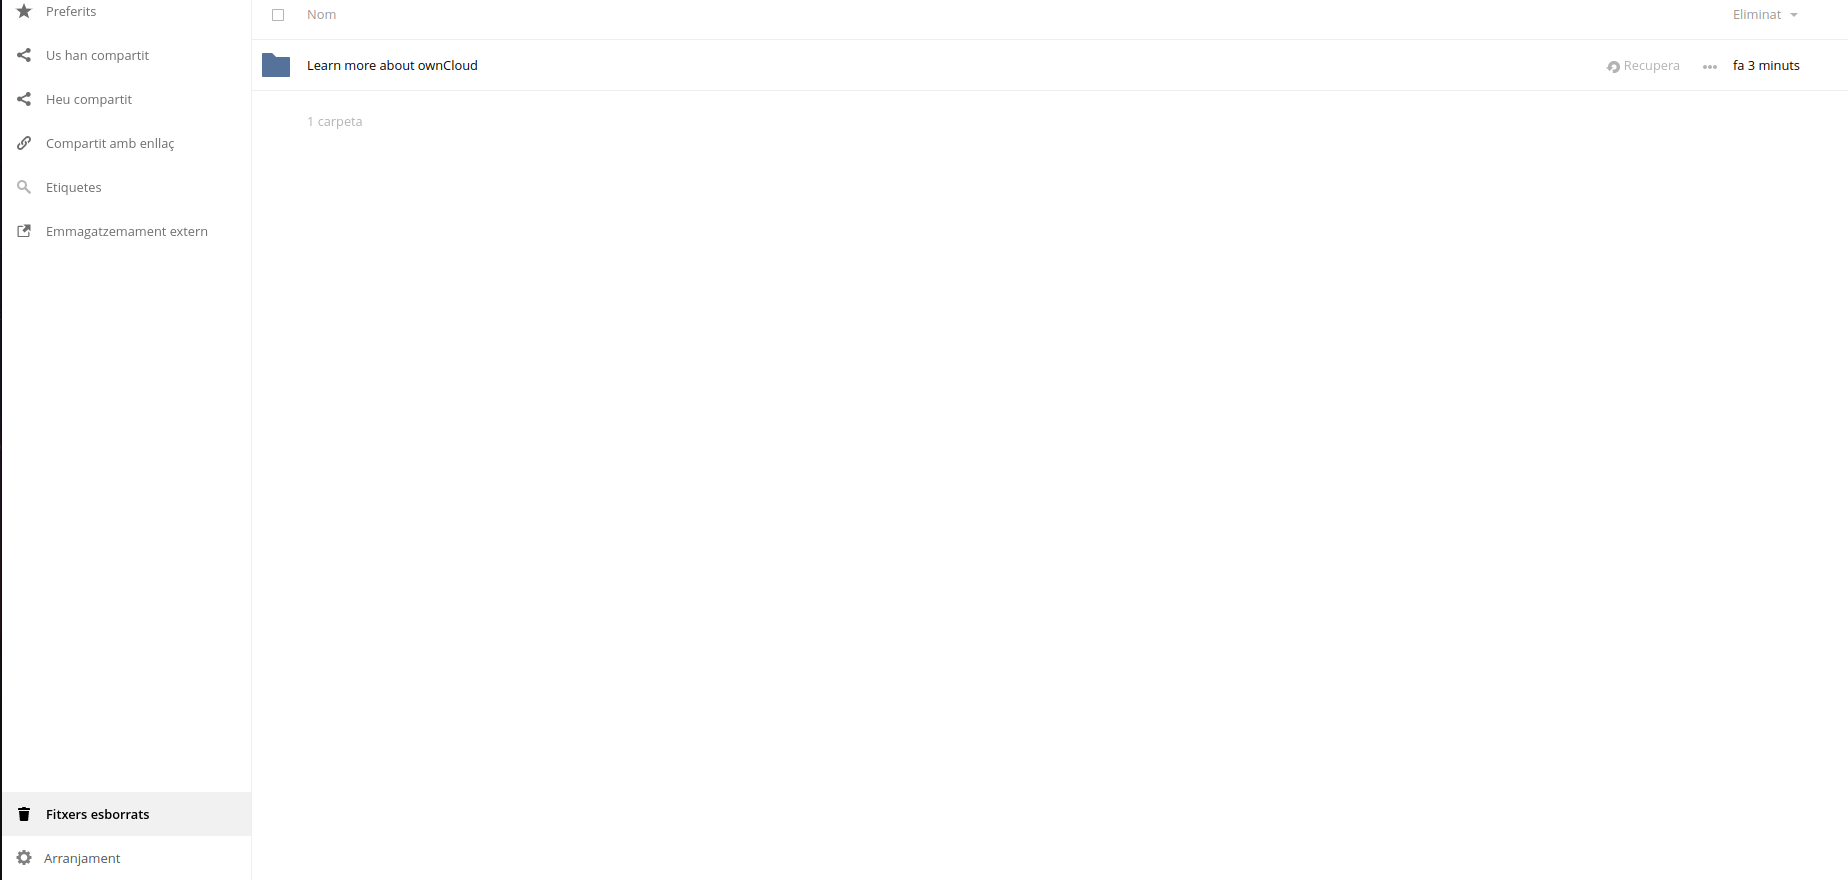 Preferits
Us han compartit
Heu compartit
Compartit amb enllaç
Etiquetes
Emmagatzemament extern
Fitxers esborrats
Arranjament
Nom Eliminat
Learn more about ownCloud Recupera ••• fa 3 minuts
1 carpeta